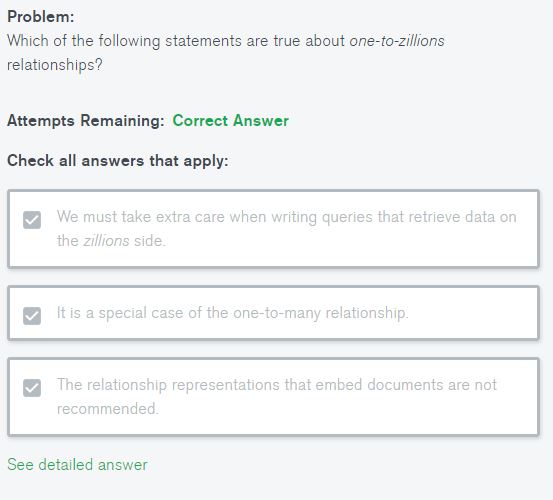 Problem:
Which of the following statements are true about one-to-zillions
relationships?
Attempts Remaining: Correct Answer
Check all answers that apply:
We must take extra care when writing queries that retrieve data on
the zillions side.
It is a special case of the one-to-many relationship.
The relationship representations that embed documents are not
recommended.
See detailed answer